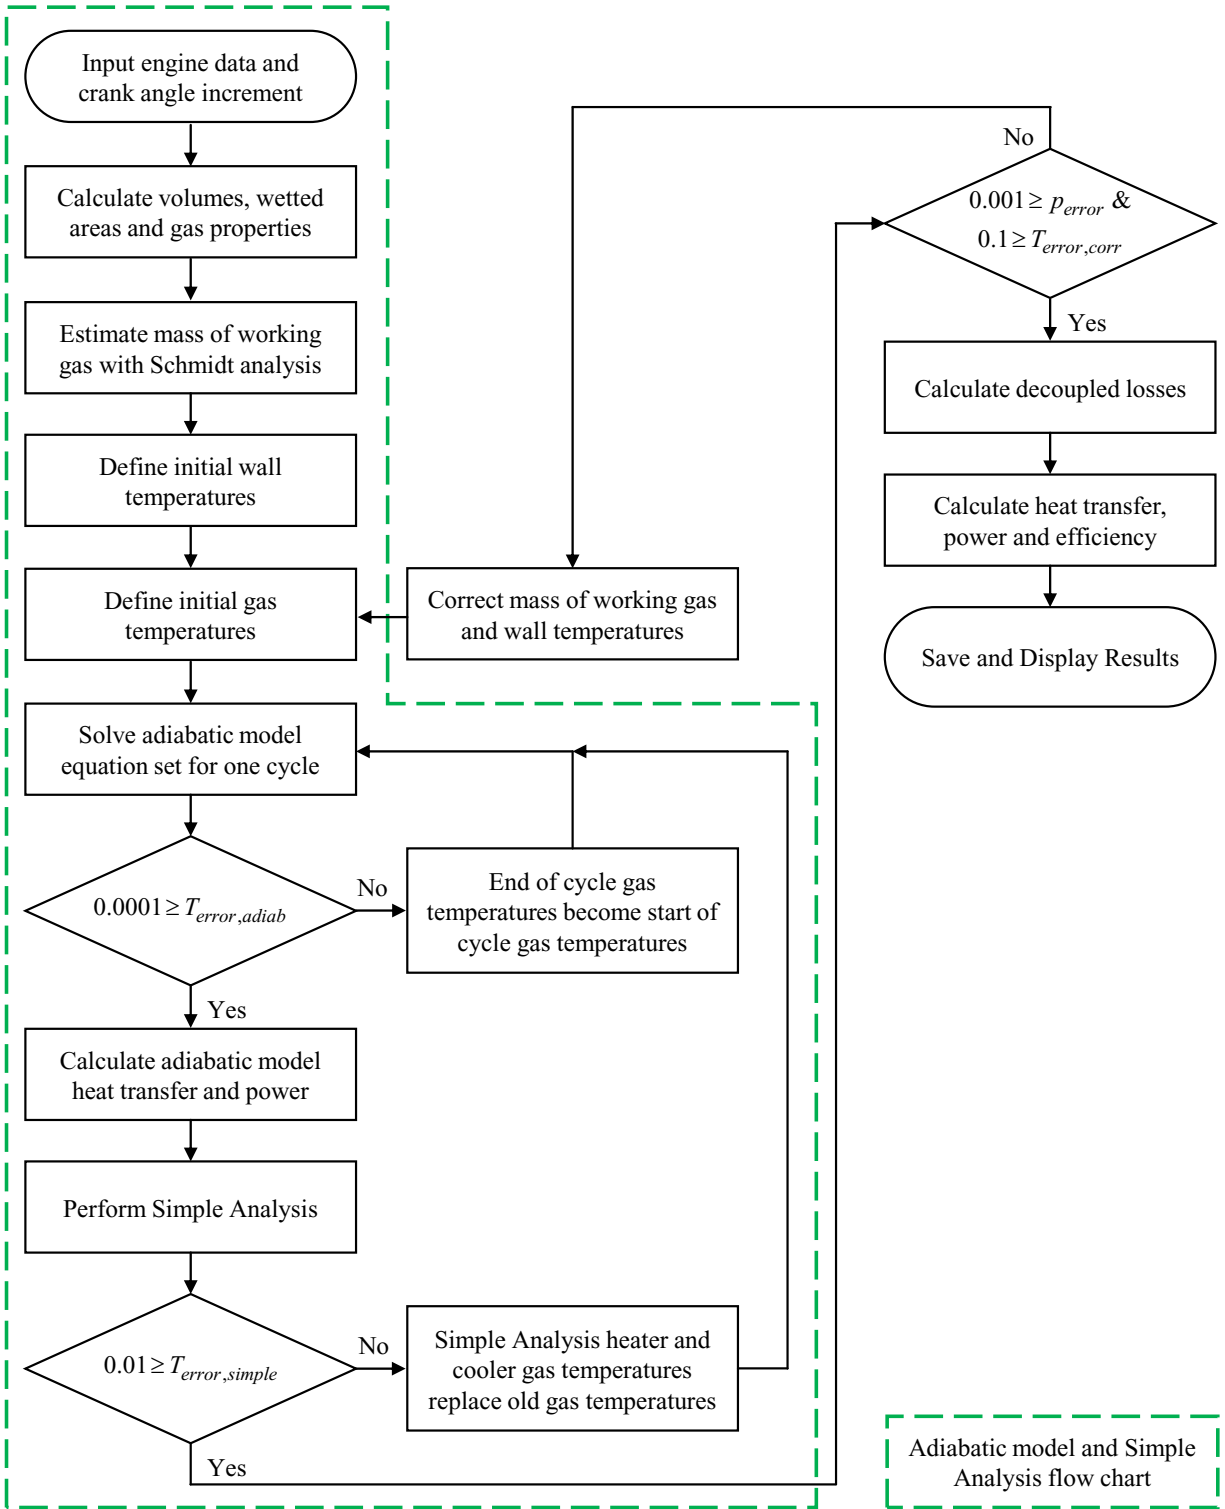 Input engine data and
crank angle increment
Calculate volumes, wetted
areas and gas properties
Estimate mass of working
gas with Schmidt analysis
Define initial wall
temperatures
Define initial gas
temperatures
Correct mass of working gas
and wall temperatures
Solve adiabatic model
equation set for one cycle
0.0001 ≥ T_error,adiab
No
End of cycle gas
temperatures become start of
cycle gas temperatures
Yes
Calculate adiabatic model
heat transfer and power
Perform Simple Analysis
0.01 ≥ T_error,simple
No
Simple Analysis heater and
cooler gas temperatures
replace old gas temperatures
Yes
No
0.001 ≥ p_error &
0.1 ≥ T_error,corr
Yes
Calculate decoupled losses
Calculate heat transfer,
power and efficiency
Save and Display Results
Adiabatic model and Simple
Analysis flow chart